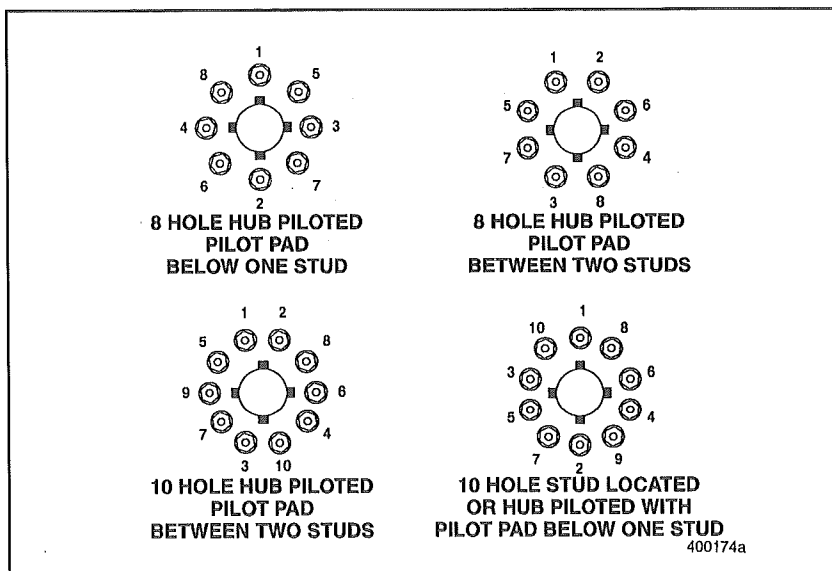 1
8 5
4 3
6 7
2
8 HOLE HUB PILOTED
PILOT PAD
BELOW ONE STUD
1 2
5 6
7 4
3 8
8 HOLE HUB PILOTED
PILOT PAD
BETWEEN TWO STUDS
1 2
5 8
9 6
7 4
3 10
10 HOLE HUB PILOTED
PILOT PAD
BETWEEN TWO STUDS
1
10 8
3 6
5 4
7 9
2
10 HOLE STUD LOCATED
OR HUB PILOTED WITH
PILOT PAD BELOW ONE STUD
400174a